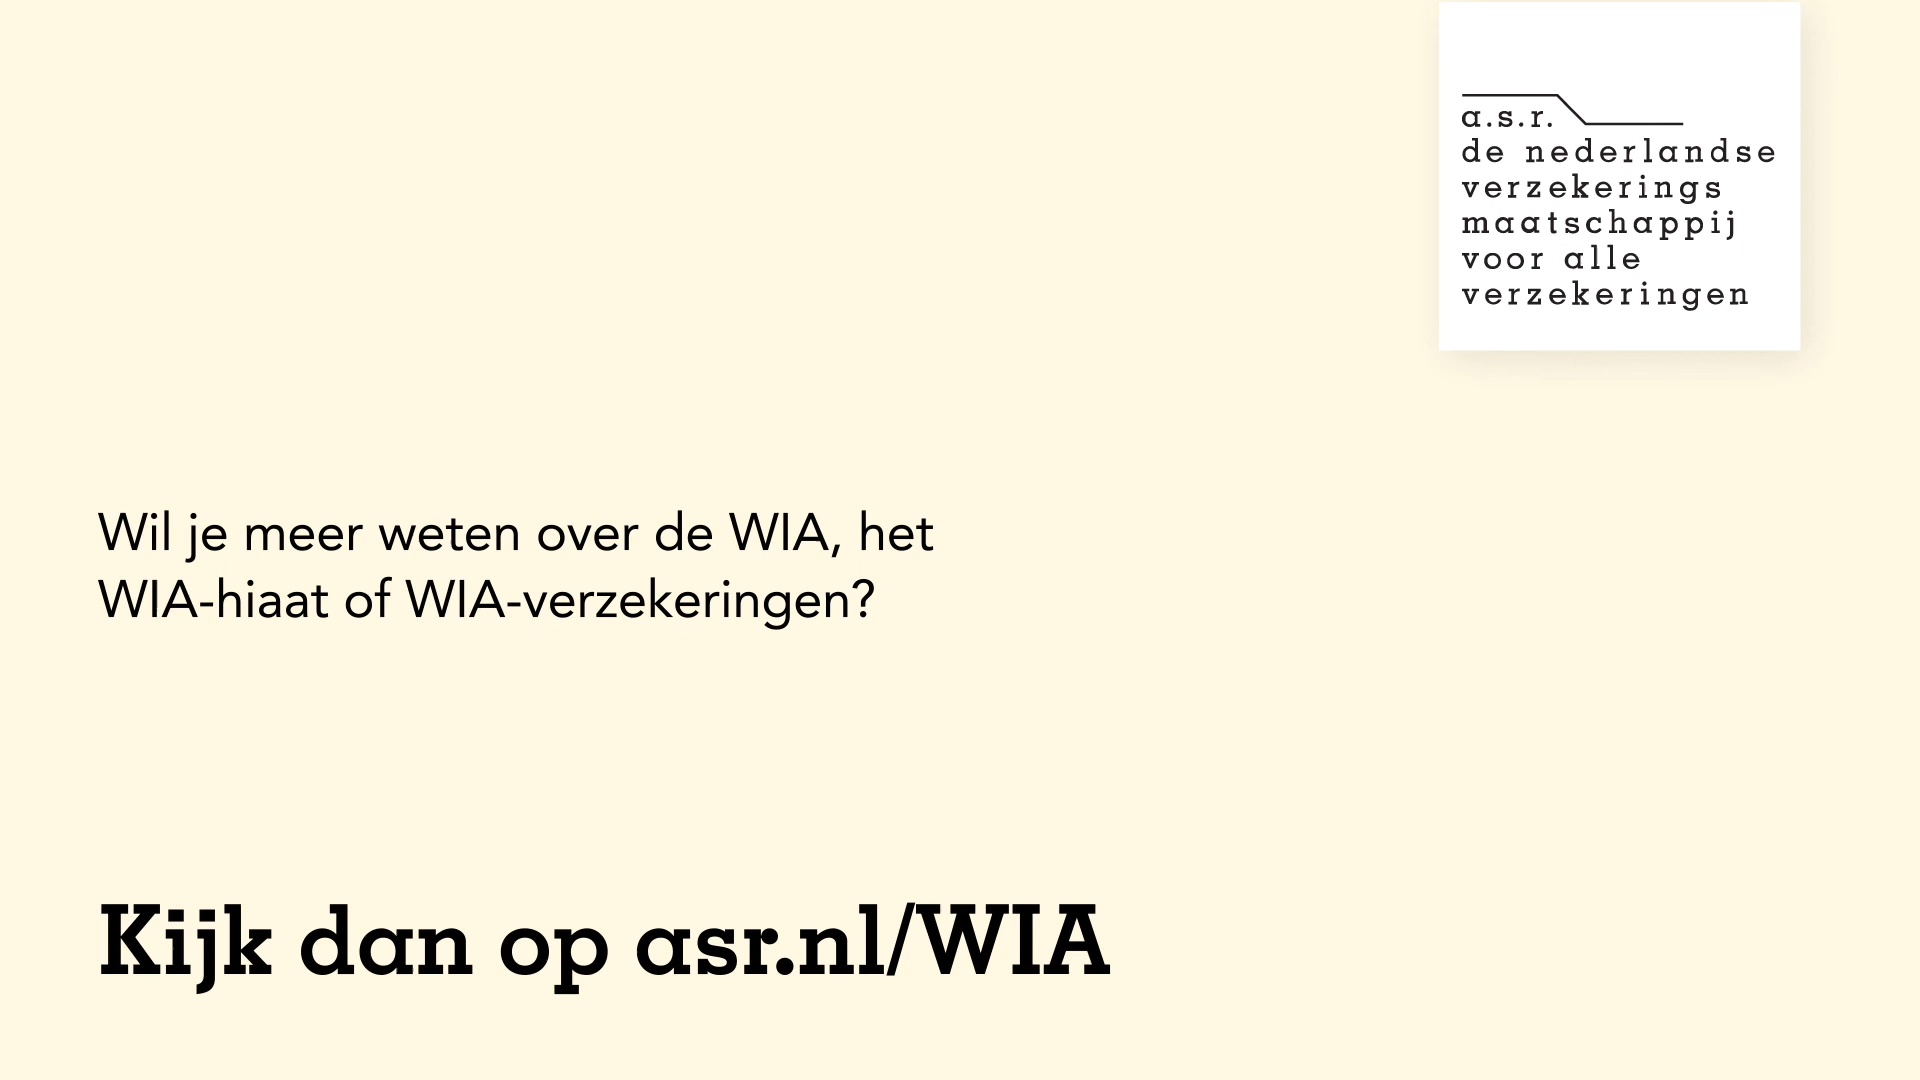 a.s.r.
de nederlandse
verzekerings
maatschappij
voor alle
verzekeringen
Wil je meer weten over de WIA, het
WIA-hiaat of WIA-verzekeringen?
Kijk dan op asr.nl/WIA